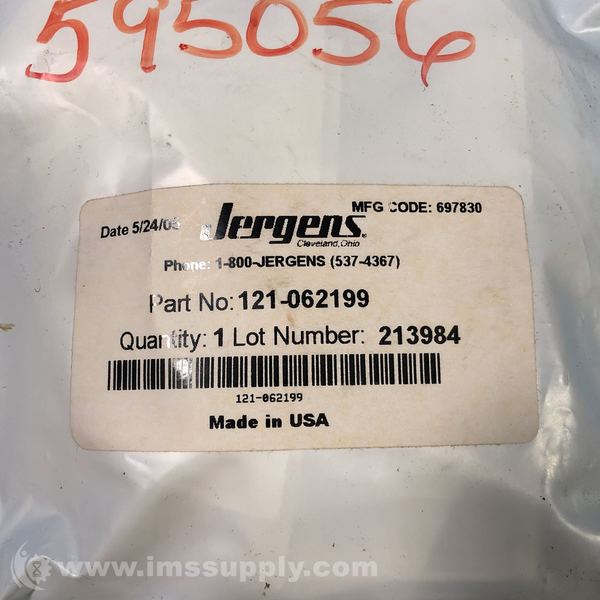 595056
Date 5/24/05 Jergens® MFG CODE: 697830
Cleveland, Ohio
Phone: 1-800-JERGENS (537-4367)
Part No: 121-062199
Quantity: 1 Lot Number: 213984
121-062199
Made in USA
www.imssupply.com